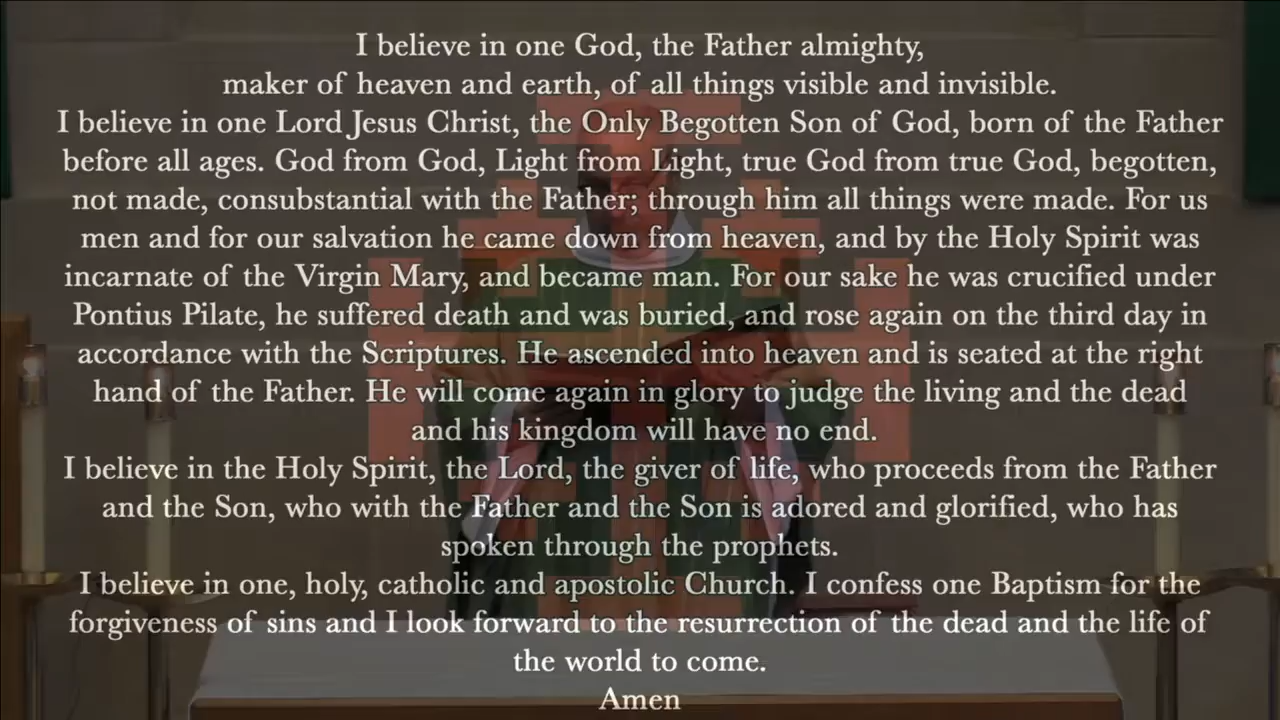 I believe in one God, the Father almighty,
maker of heaven and earth, of all things visible and invisible.
I believe in one Lord Jesus Christ, the Only Begotten Son of God, born of the Father
before all ages. God from God, Light from Light, true God from true God, begotten,
not made, consubstantial with the Father; through him all things were made. For us
men and for our salvation he came down from heaven, and by the Holy Spirit was
incarnate of the Virgin Mary, and became man. For our sake he was crucified under
Pontius Pilate, he suffered death and was buried, and rose again on the third day in
accordance with the Scriptures. He ascended into heaven and is seated at the right
hand of the Father. He will come again in glory to judge the living and the dead
and his kingdom will have no end.
I believe in the Holy Spirit, the Lord, the giver of life, who proceeds from the Father
and the Son, who with the Father and the Son is adored and glorified, who has
spoken through the prophets.
I believe in one, holy, catholic and apostolic Church. I confess one Baptism for the
forgiveness of sins and I look forward to the resurrection of the dead and the life of
the world to come.
Amen